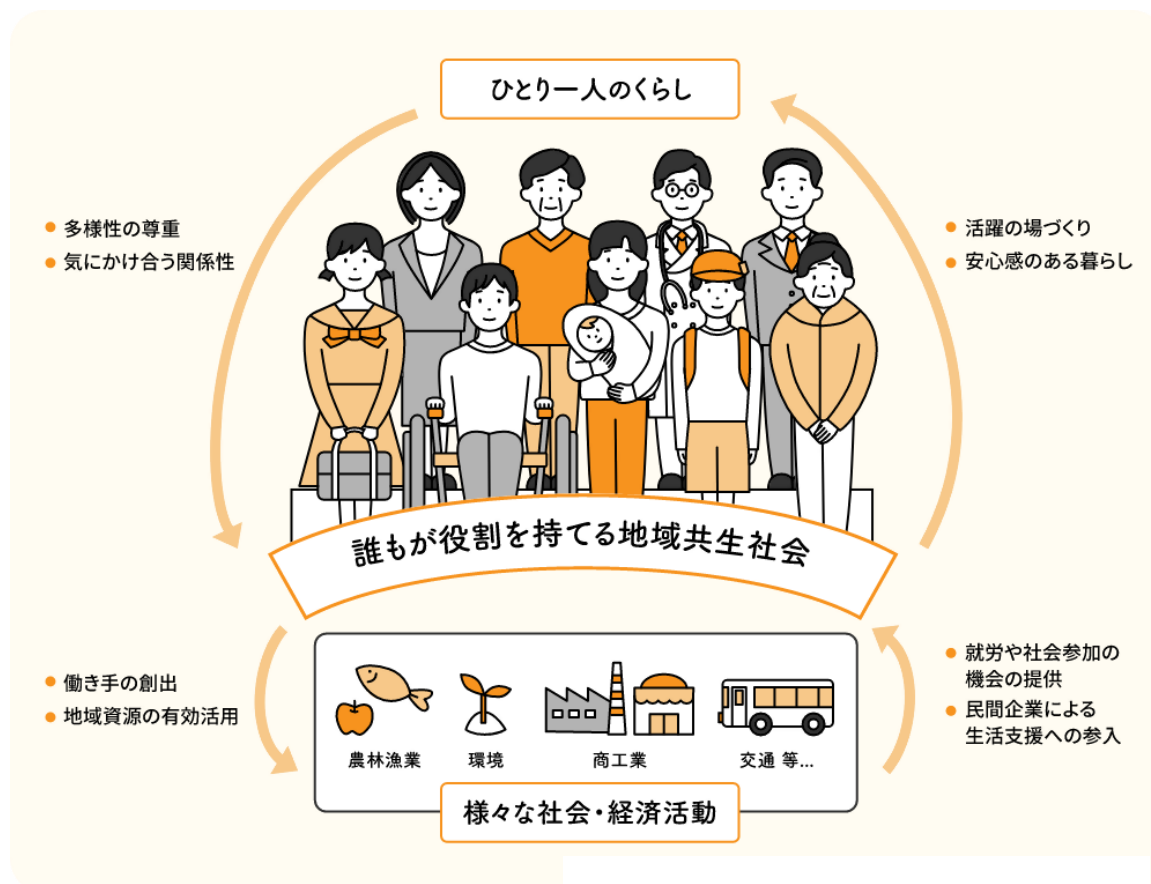 ひとり一人のくらし
多様性の尊重
気にかけ合う関係性
活躍の場づくり
安心感のある暮らし
誰もが役割を持てる地域共生社会
働き手の創出
地域資源の有効活用
就労や社会参加の
機会の提供
民間企業による
生活支援への参入
農林漁業
環境
商工業
交通 等...
様々な社会・経済活動